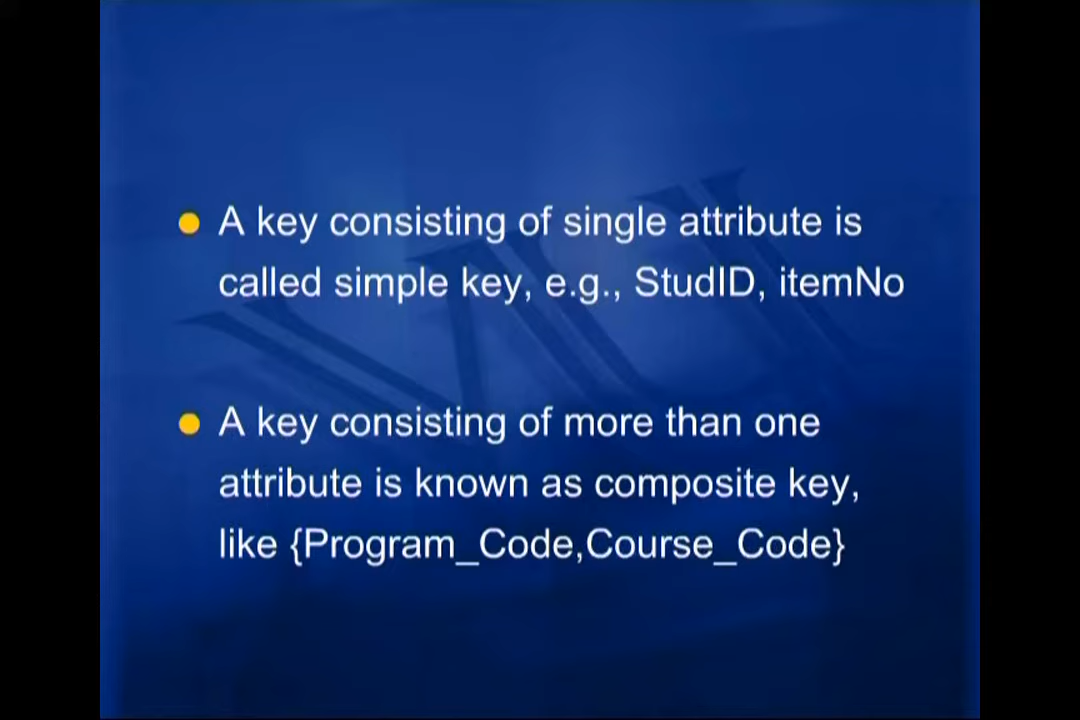 A key consisting of single attribute is
called simple key, e.g., StudID, itemNo
A key consisting of more than one
attribute is known as composite key,
like {Program_Code,Course_Code}